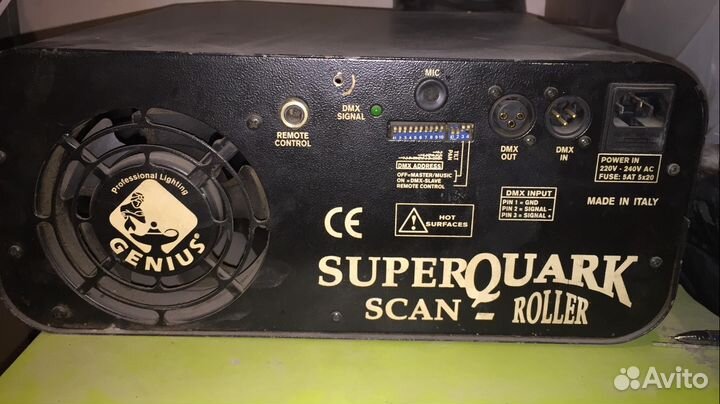 MIC
DMX
SIGNAL
REMOTE
CONTROL
TILT
PAN
DMX ADDRESS
OFF=MASTER/MUSIC
ON =DMX-SLAVE
REMOTE CONTROL
DMX
OUT
DMX
IN
POWER IN
220V - 240V AC
FUSE: 5AT 5x20
DMX INPUT
PIN 1 = GND
PIN 2 = SIGNAL -
PIN 3 = SIGNAL +
MADE IN ITALY
Professional Lighting
GENIUS®
CE
HOT
SURFACES
SUPERQUARK
SCAN - ROLLER
Avito